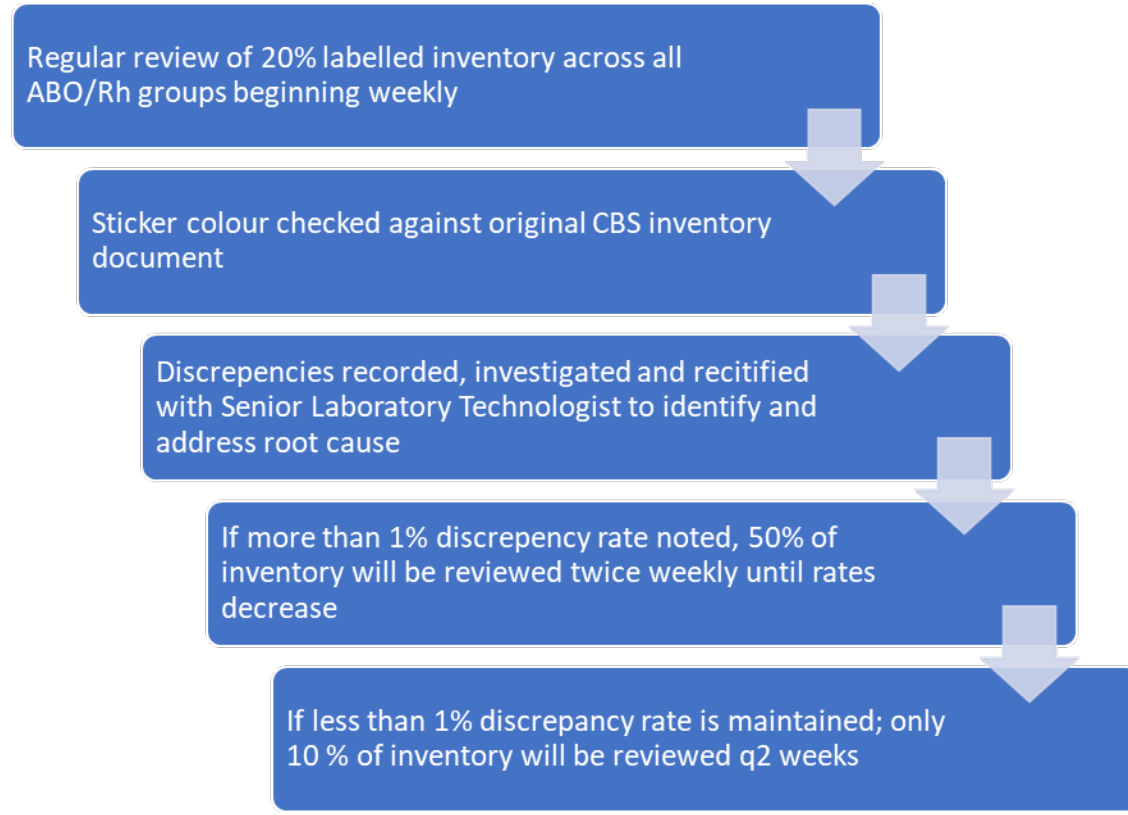 Regular review of 20% labelled inventory across all
ABO/Rh groups beginning weekly
Sticker colour checked against original CBS inventory
document
Discrepencies recorded, investigated and recitified
with Senior Laboratory Technologist to identify and
address root cause
If more than 1% discrepency rate noted, 50% of
inventory will be reviewed twice weekly until rates
decrease
If less than 1% discrepancy rate is maintained; only
10 % of inventory will be reviewed q2 weeks